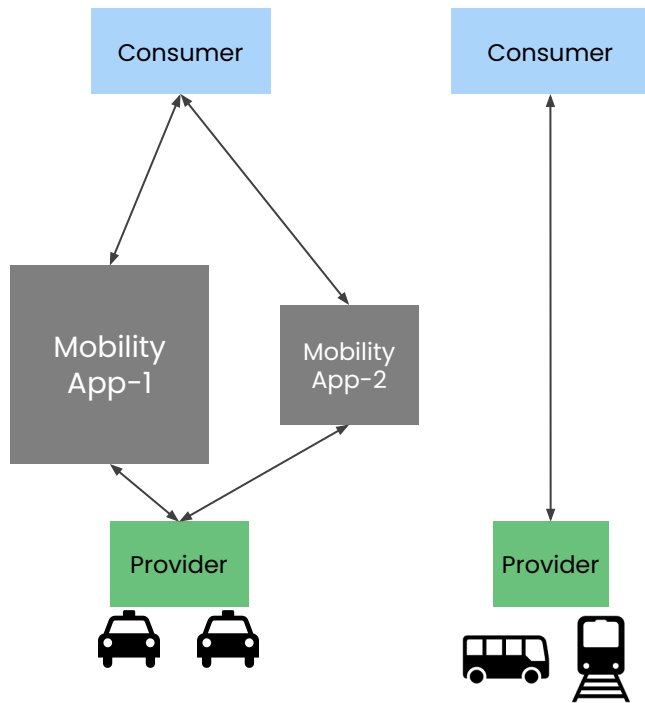 Consumer
Consumer
Mobility
App-1
Mobility
App-2
Provider
Provider